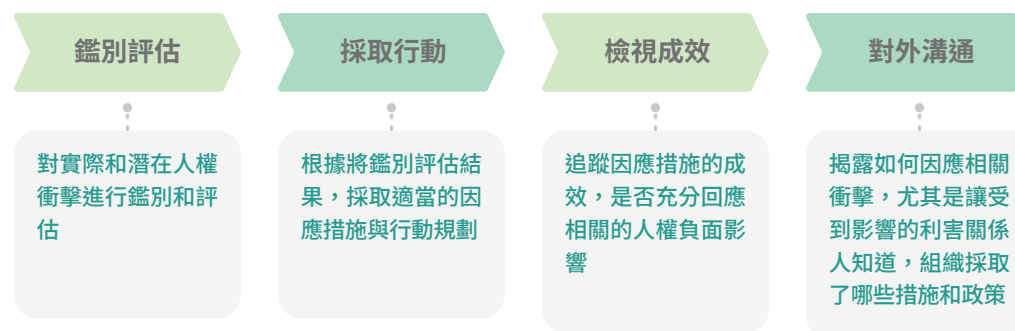 鑑別評估
對實際和潛在人權
衝擊進行鑑別和評
估
採取行動
根據將鑑別評估結
果，採取適當的因
應措施與行動規劃
檢視成效
追蹤因應措施的成
效，是否充分回應
相關的人權負面影
響
對外溝通
揭露如何因應相關
衝擊，尤其是讓受
到影響的利害關係
人知道，組織採取
了哪些措施和政策